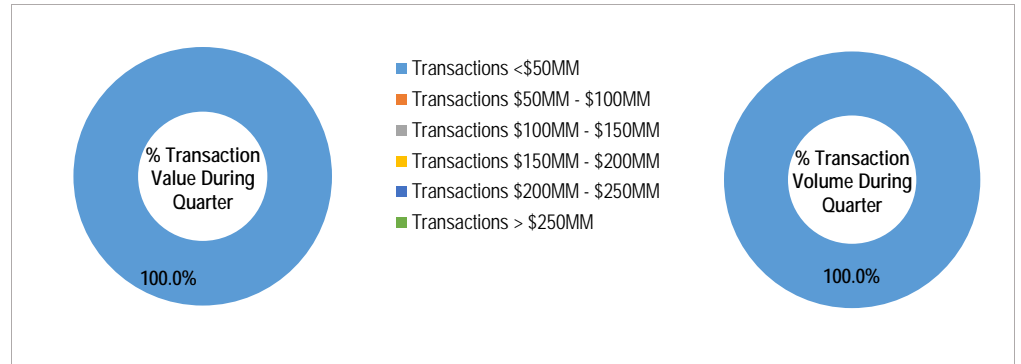 % Transaction
Value During
Quarter
100.0%
Transactions <$50MM
Transactions $50MM - $100MM
Transactions $100MM - $150MM
Transactions $150MM - $200MM
Transactions $200MM - $250MM
Transactions > $250MM
% Transaction
Volume During
Quarter
100.0%